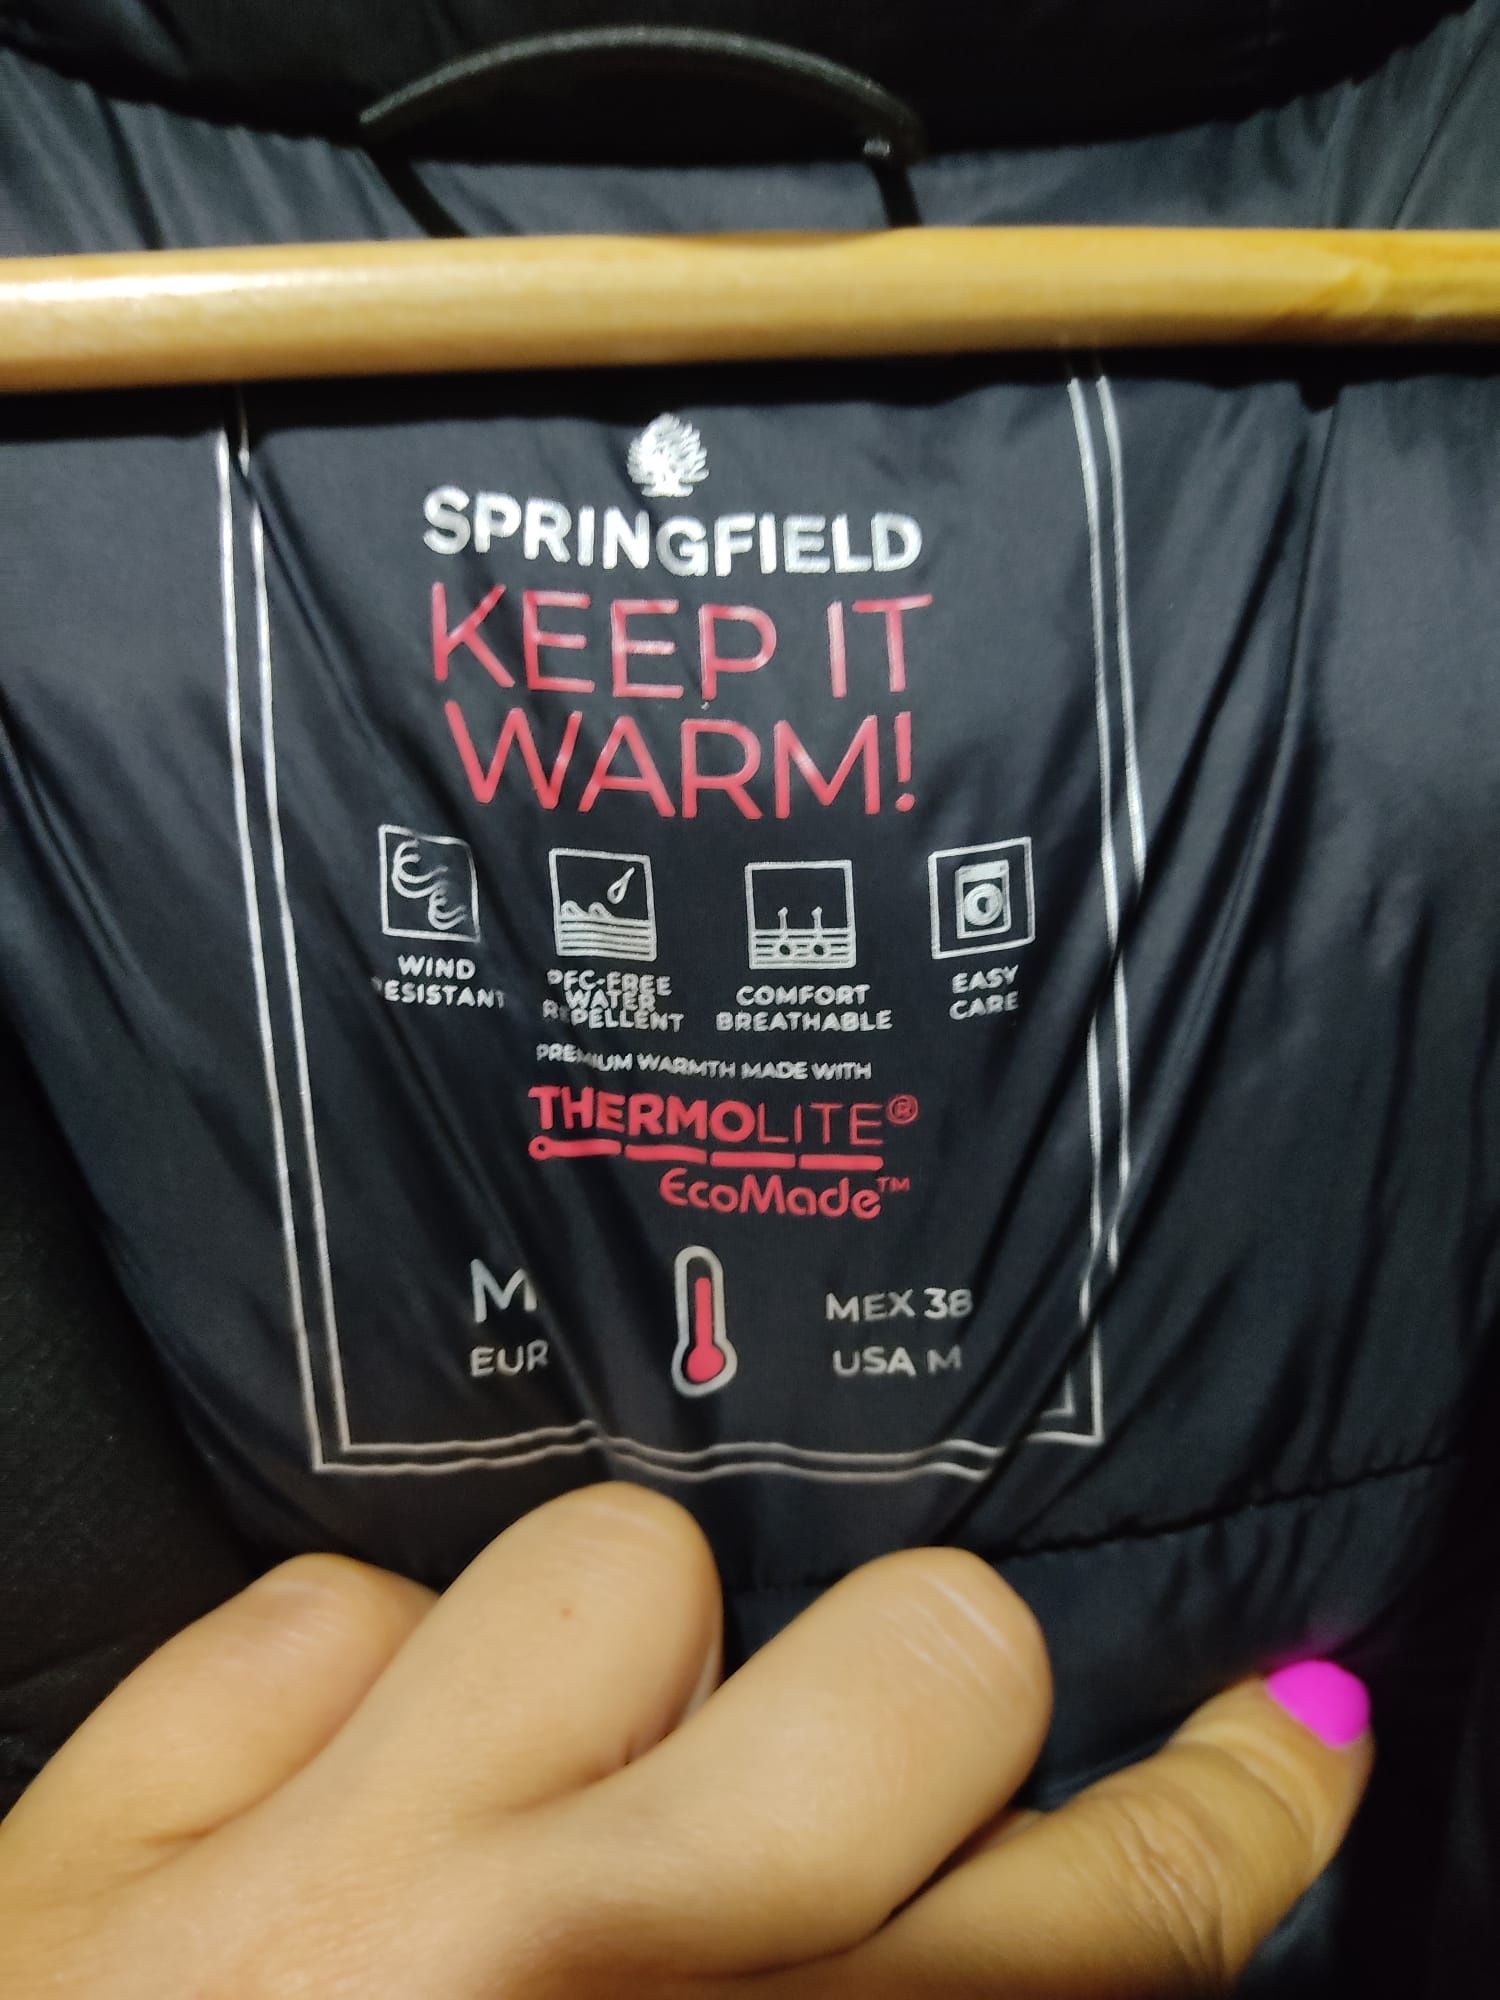 SPRINGFIELD
KEEP IT
WARM!
WIND
ESISTANT
PFC-FREE
WATER
REPELLENT
COMFORT
BREATHABLE
EASY
CARE
PREMIUM WARMTH MADE WITH
THERMOLITE®
EcoMade™
M
EUR
MEX 38
USA M